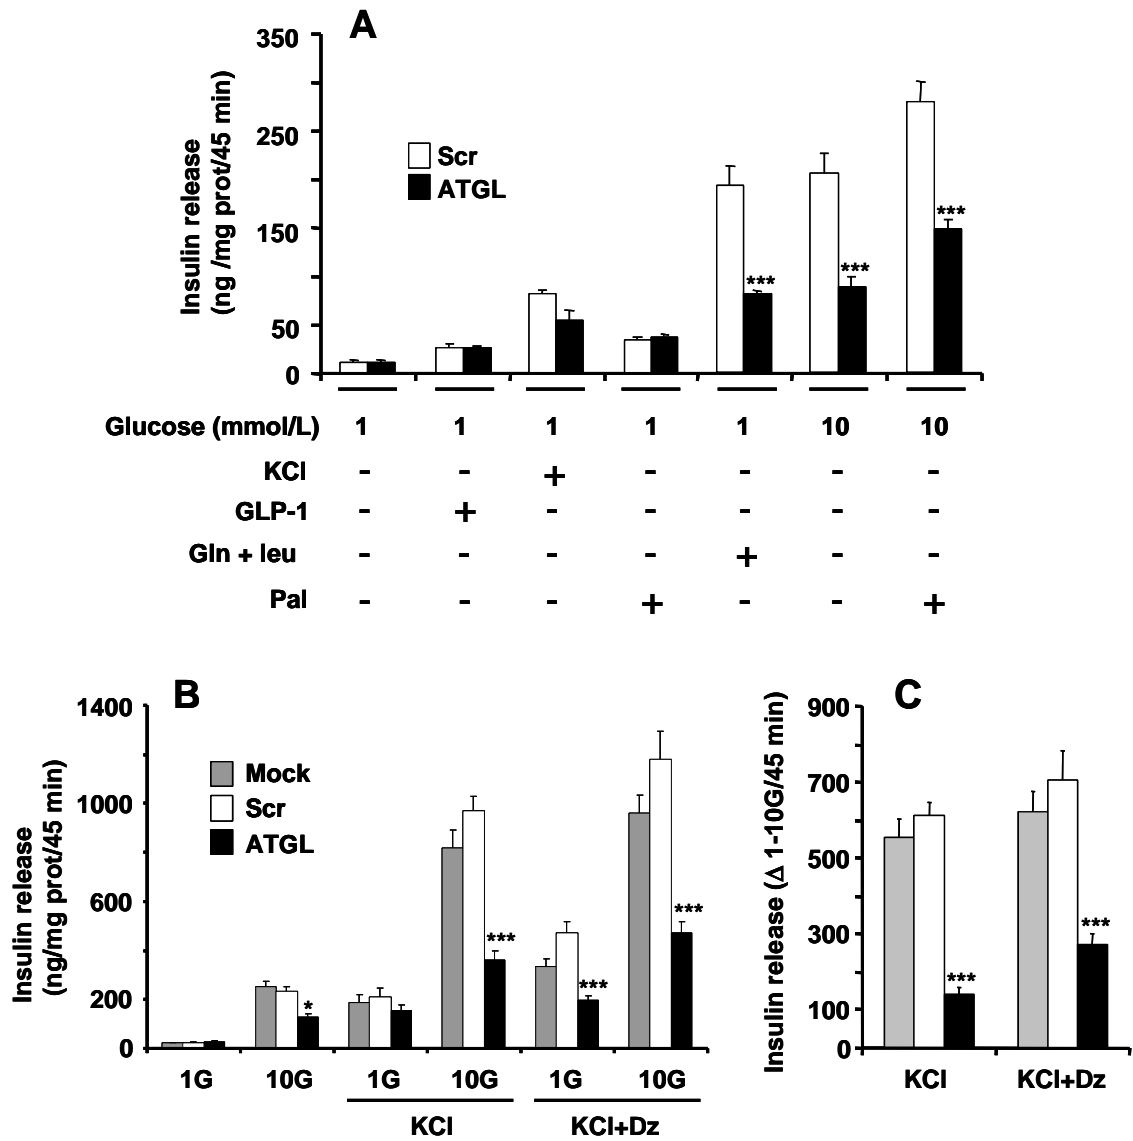 A
350
250
150
50
0
Insulin release
(ng /mg prot/45 min)
Scr
ATGL
***
***
***
Glucose (mmol/L) 1 1 1 1 1 10 10
KCl - - + - - - -
GLP-1 - + - - - - -
Gln + leu - - - - + - -
Pal - - - + - - +
B
1400
1000
600
200
0
Insulin release
(ng/mg prot/45 min)
Mock
Scr
ATGL
*
***
***
***
1G 10G 1G 10G 1G 10G
KCl KCl+Dz
C
900
700
500
300
100
0
Insulin release (Δ 1-10G/45 min)
***
***
KCl KCl+Dz